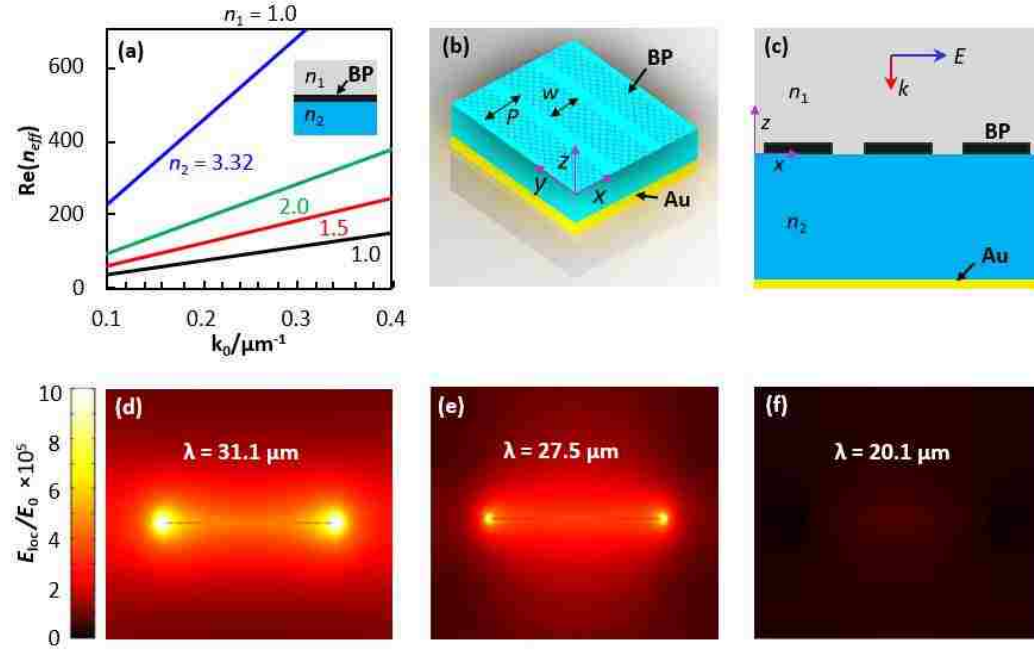 n₁ = 1.0
(a)
600
400
200
0
Re(n_eff)
n₁
BP
n₂
n₂ = 3.32
2.0
1.5
1.0
0.1
0.2
0.3
0.4
k₀/μm⁻¹
(b)
BP
w
P
z
y
x
Au
(c)
E
k
n₁
z
BP
x
n₂
Au
10
8
6
4
2
0
E_loc/E₀ ×10⁵
(d)
λ = 31.1 μm
(e)
λ = 27.5 μm
(f)
λ = 20.1 μm